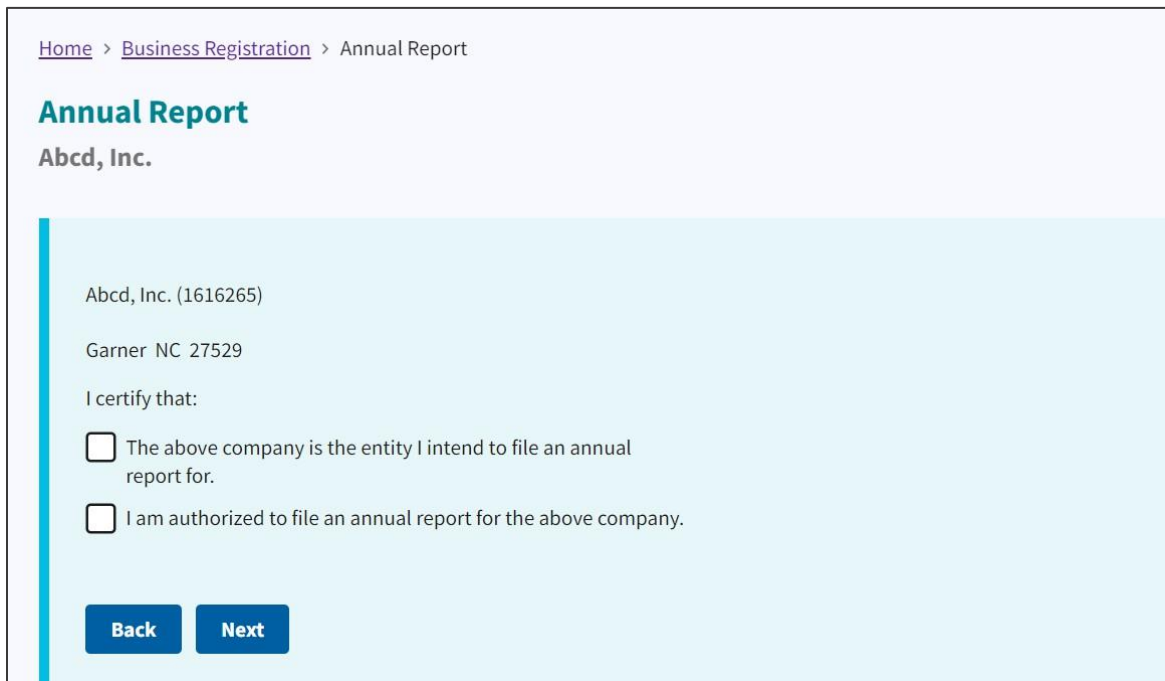 Home > Business Registration > Annual Report
Annual Report
Abcd, Inc.
Abcd, Inc. (1616265)
Garner NC 27529
I certify that:
The above company is the entity I intend to file an annual
report for.
I am authorized to file an annual report for the above company.
Back Next